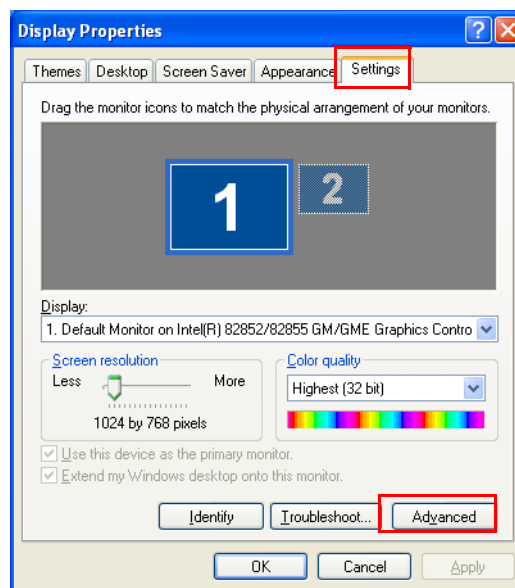 Display Properties
Themes Desktop Screen Saver Appearance Settings
Drag the monitor icons to match the physical arrangement of your monitors.
1 2
Display:
1. Default Monitor on Intel(R) 82852/82855 GM/GME Graphics Contro
Screen resolution
Less More
1024 by 768 pixels
Color quality
Highest (32 bit)
Use this device as the primary monitor.
Extend my Windows desktop onto this monitor.
Identify Troubleshoot... Advanced
OK Cancel Apply